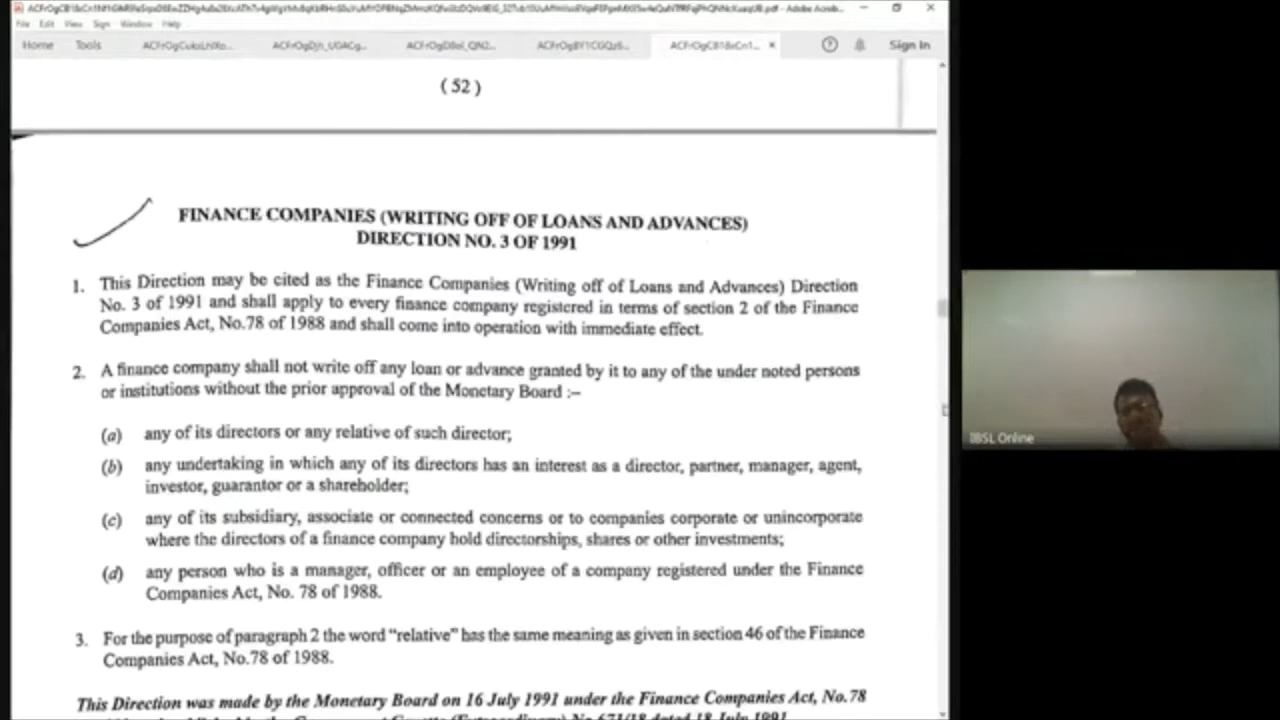 File Edit View Sign Window Help
Home Tools Sign In
( 52 )
FINANCE COMPANIES (WRITING OFF OF LOANS AND ADVANCES)
DIRECTION NO. 3 OF 1991
1. This Direction may be cited as the Finance Companies (Writing off of Loans and Advances) Direction
No. 3 of 1991 and shall apply to every finance company registered in terms of section 2 of the Finance
Companies Act, No.78 of 1988 and shall come into operation with immediate effect.
2. A finance company shall not write off any loan or advance granted by it to any of the under noted persons
or institutions without the prior approval of the Monetary Board :–
(a) any of its directors or any relative of such director;
(b) any undertaking in which any of its directors has an interest as a director, partner, manager, agent,
investor, guarantor or a shareholder;
(c) any of its subsidiary, associate or connected concerns or to companies corporate or unincorporate
where the directors of a finance company hold directorships, shares or other investments;
(d) any person who is a manager, officer or an employee of a company registered under the Finance
Companies Act, No. 78 of 1988.
3. For the purpose of paragraph 2 the word “relative” has the same meaning as given in section 46 of the Finance
Companies Act, No.78 of 1988.
This Direction was made by the Monetary Board on 16 July 1991 under the Finance Companies Act, No.78
IBSL Online